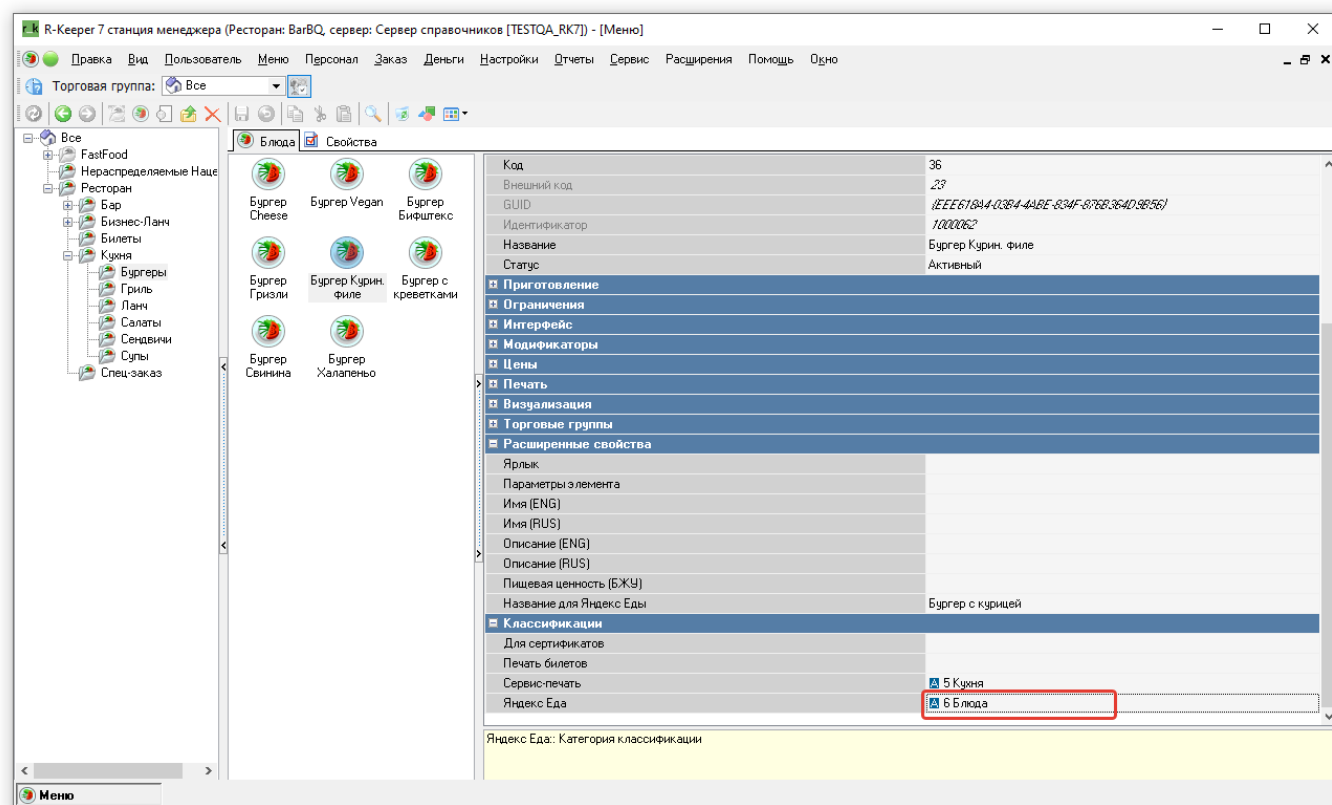 R-Keeper 7 станция менеджера (Ресторан: BarBQ, сервер: Сервер справочников [TESTQA_RK7]) - [Меню]
Правка Вид Пользователь Меню Персонал Заказ Деньги Настройки Отчеты Сервис Расширения Помощь Окно
Торговая группа: Все
Все
FastFood
Нераспределяемые Наце
Ресторан
Бар
Бизнес-Ланч
Билеты
Кухня
Бургеры
Гриль
Ланч
Салаты
Сендвичи
Супы
Спец-заказ
Блюда Свойства
Бургер Cheese
Бургер Vegan
Бургер Бифштекс
Бургер Гризли
Бургер Курин. филе
Бургер с креветками
Бургер Свинина
Бургер Халапеньо
Код 36
Внешний код 23
GUID {EEE618A4-03B4-4ABE-834F-876B364D9B56}
Идентификатор 1000062
Название Бургер Курин. филе
Статус Активный
Приготовление
Ограничения
Интерфейс
Модификаторы
Цены
Печать
Визуализация
Торговые группы
Расширенные свойства
Ярлык
Параметры элемента
Имя (ENG)
Имя (RUS)
Описание (ENG)
Описание (RUS)
Пищевая ценность (БЖУ)
Название для Яндекс Еды Бургер с курицей
Классификации
Для сертификатов
Печать билетов
Сервис-печать A 5 Кухня
Яндекс Еда A 6 Блюда
Яндекс Еда:: Категория классификации
Меню